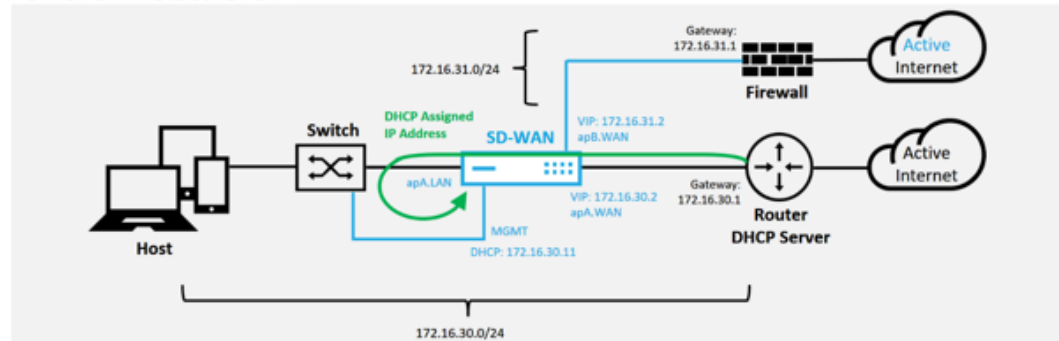 Gateway:
172.16.31.1
Active
Internet
172.16.31.0/24
Firewall
DHCP Assigned
IP Address
Switch
SD-WAN
VIP: 172.16.31.2
apB.WAN
Active
Internet
apA.LAN
Gateway:
172.16.30.1
VIP: 172.16.30.2
apA.WAN
Router
DHCP Server
MGMT
DHCP: 172.16.30.11
Host
172.16.30.0/24